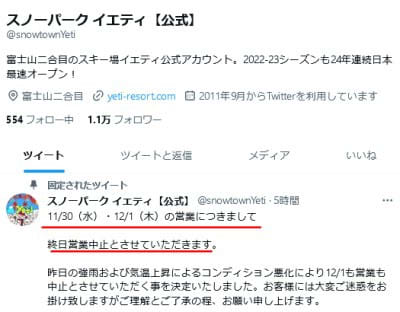 スノーパーク イエティ【公式】
@snowtownYeti
富士山二合目のスキー場イエティ公式アカウント。2022-23シーズンも24年連続日本
最速オープン！
富士山二合目 yeti-resort.com 2011年9月からTwitterを利用しています
554 フォロー中 1.1万 フォロワー
ツイート ツイートと返信 メディア いいね
固定されたツイート
スノーパーク イエティ【公式】 @snowtownYeti · 5時間
11/30（水）・12/1（木）の営業につきまして
終日営業中止とさせていただきます。
昨日の強雨および気温上昇によるコンディション悪化により12/1も営業も
中止とさせていただく事を決定いたしました。お客様には大変ご迷惑をお
掛け致しますがご理解とご了承の程、お願い申し上げます。